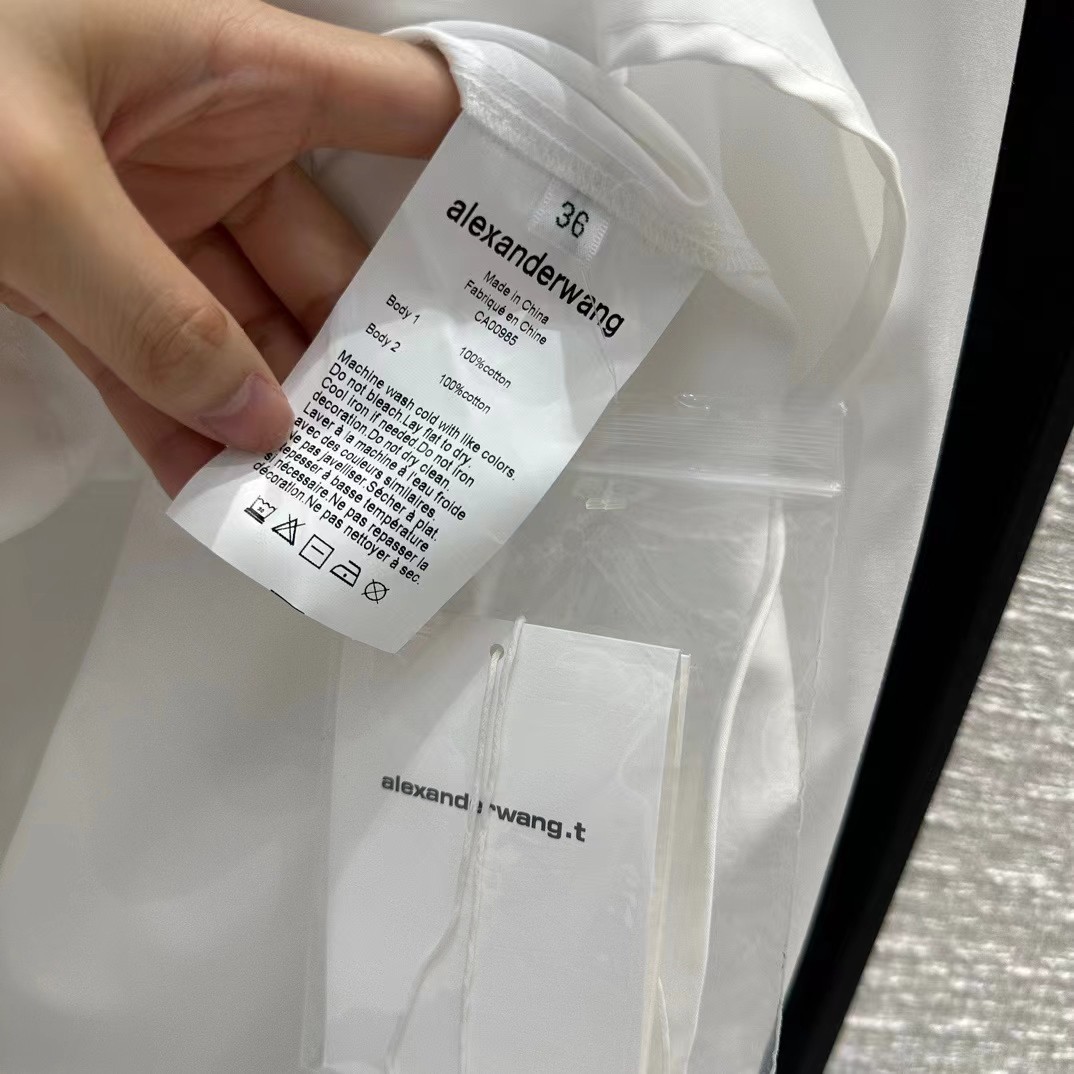 36
alexanderwang
Made in China
Fabriqué en Chine
CA00985
Body 1 100%cotton
Body 2 100%cotton
Machine wash cold with like colors.
Do not bleach.Lay flat to dry.
Cool Iron if needed.Do not Iron
decoration.Do not dry clean.
Laver à la machine à l'eau froide
avec des couleurs similaires.
Ne pas javelliser.Sécher à plat.
Repesser à basse température
si nécessaire.Ne pas repasser la
décoration.Ne pas nettoyer à sec.
30
alexanderwang.t